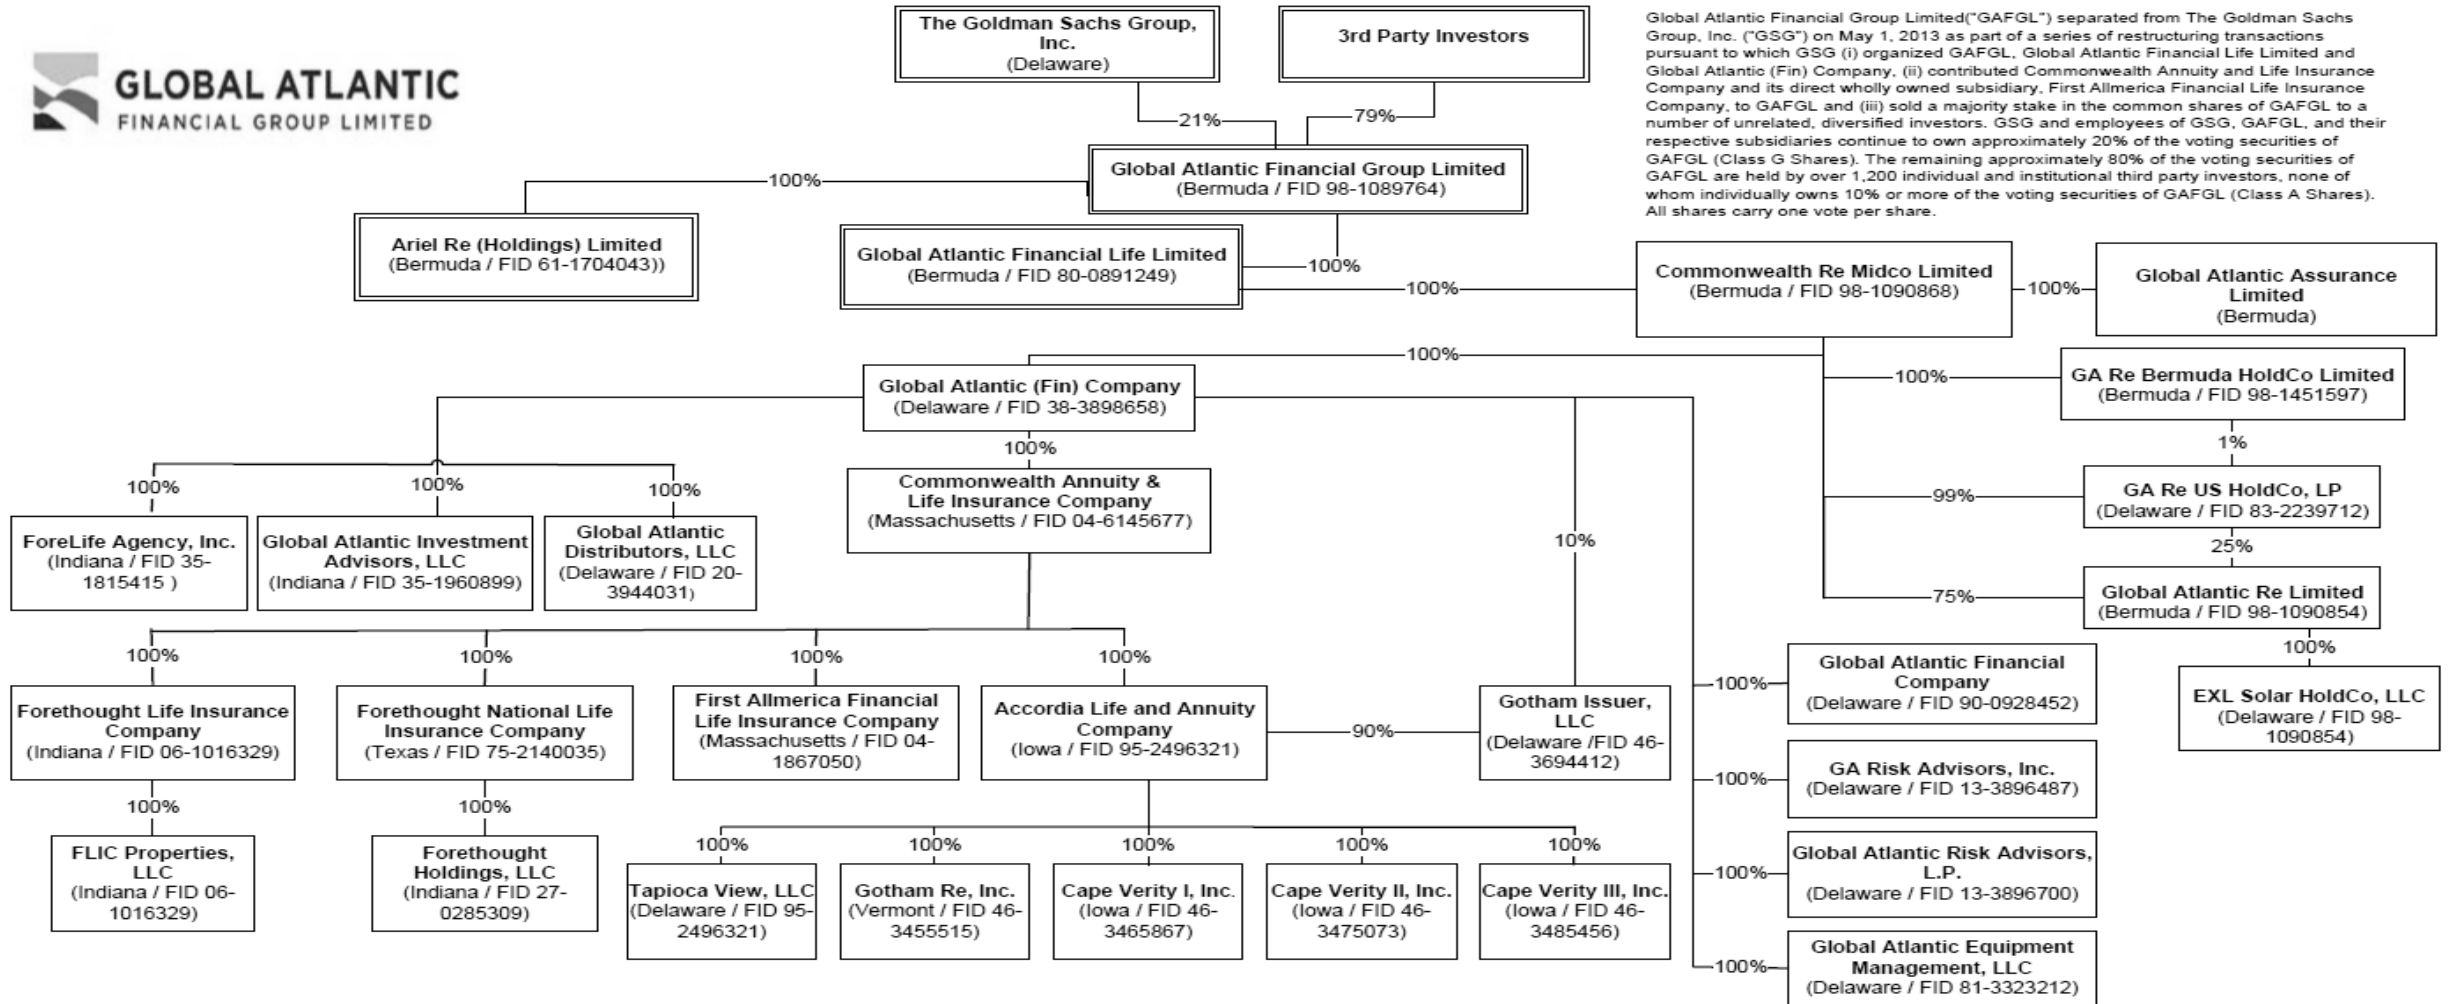 GLOBAL ATLANTIC
FINANCIAL GROUP LIMITED
The Goldman Sachs Group,
Inc.
(Delaware)
3rd Party Investors
Global Atlantic Financial Group Limited("GAFGL") separated from The Goldman Sachs
Group, Inc. ("GSG") on May 1, 2013 as part of a series of restructuring transactions
pursuant to which GSG (i) organized GAFGL, Global Atlantic Financial Life Limited and
Global Atlantic (Fin) Company, (ii) contributed Commonwealth Annuity and Life Insurance
Company and its direct wholly owned subsidiary, First Allmerica Financial Life Insurance
Company, to GAFGL and (iii) sold a majority stake in the common shares of GAFGL to a
number of unrelated, diversified investors. GSG and employees of GSG, GAFGL, and their
respective subsidiaries continue to own approximately 20% of the voting securities of
GAFGL (Class G Shares). The remaining approximately 80% of the voting securities of
GAFGL are held by over 1,200 individual and institutional third party investors, none of
whom individually owns 10% or more of the voting securities of GAFGL (Class A Shares).
All shares carry one vote per share.
21%
79%
Global Atlantic Financial Group Limited
(Bermuda / FID 98-1089764)
100%
Ariel Re (Holdings) Limited
(Bermuda / FID 61-1704043))
Global Atlantic Financial Life Limited
(Bermuda / FID 80-0891249)
100%
100%
Commonwealth Re Midco Limited
(Bermuda / FID 98-1090868)
100%
Global Atlantic Assurance
Limited
(Bermuda)
100%
Global Atlantic (Fin) Company
(Delaware / FID 38-3898658)
100%
GA Re Bermuda HoldCo Limited
(Bermuda / FID 98-1451597)
1%
99%
GA Re US HoldCo, LP
(Delaware / FID 83-2239712)
25%
75%
Global Atlantic Re Limited
(Bermuda / FID 98-1090854)
100%
EXL Solar HoldCo, LLC
(Delaware / FID 98-
1090854)
100%
100%
100%
100%
Commonwealth Annuity &
Life Insurance Company
(Massachusetts / FID 04-6145677)
ForeLife Agency, Inc.
(Indiana / FID 35-
1815415 )
Global Atlantic Investment
Advisors, LLC
(Indiana / FID 35-1960899)
Global Atlantic
Distributors, LLC
(Delaware / FID 20-
3944031)
10%
100%
100%
100%
100%
Forethought Life Insurance
Company
(Indiana / FID 06-1016329)
Forethought National Life
Insurance Company
(Texas / FID 75-2140035)
First Allmerica Financial
Life Insurance Company
(Massachusetts / FID 04-
1867050)
Accordia Life and Annuity
Company
(Iowa / FID 95-2496321)
90%
Gotham Issuer,
LLC
(Delaware /FID 46-
3694412)
100%
Global Atlantic Financial
Company
(Delaware / FID 90-0928452)
100%
GA Risk Advisors, Inc.
(Delaware / FID 13-3896487)
100%
Global Atlantic Risk Advisors,
L.P.
(Delaware / FID 13-3896700)
100%
Global Atlantic Equipment
Management, LLC
(Delaware / FID 81-3323212)
100%
100%
FLIC Properties,
LLC
(Indiana / FID 06-
1016329)
Forethought
Holdings, LLC
(Indiana / FID 27-
0285309)
100%
100%
100%
100%
100%
Tapioca View, LLC
(Delaware / FID 95-
2496321)
Gotham Re, Inc.
(Vermont / FID 46-
3455515)
Cape Verity I, Inc.
(Iowa / FID 46-
3465867)
Cape Verity II, Inc.
(Iowa / FID 46-
3475073)
Cape Verity III, Inc.
(Iowa / FID 46-
3485456)